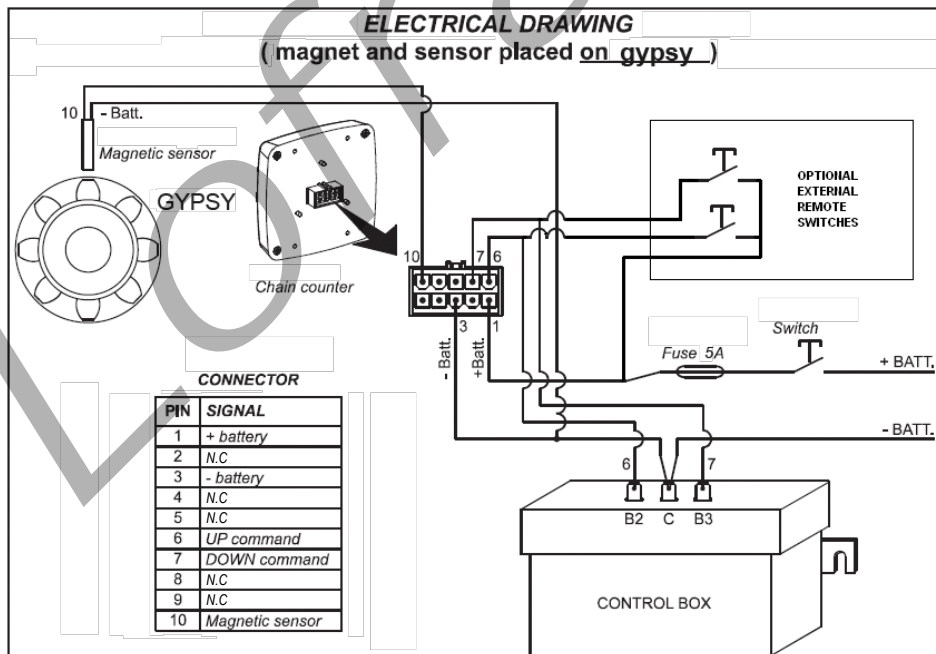 ELECTRICAL DRAWING
( magnet and sensor placed on gypsy )
10
- Batt.
Magnetic sensor
GYPSY
Chain counter
OPTIONAL
EXTERNAL
REMOTE
SWITCHES
10 7 6
3 1
- Batt.
+Batt.
Fuse 5A
Switch
+ BATT.
- BATT.
CONNECTOR
PIN SIGNAL
1 + battery
2 N.C
3 - battery
4 N.C
5 N.C
6 UP command
7 DOWN command
8 N.C
9 N.C
10 Magnetic sensor
6 7
B2 C B3
CONTROL BOX
Lofr